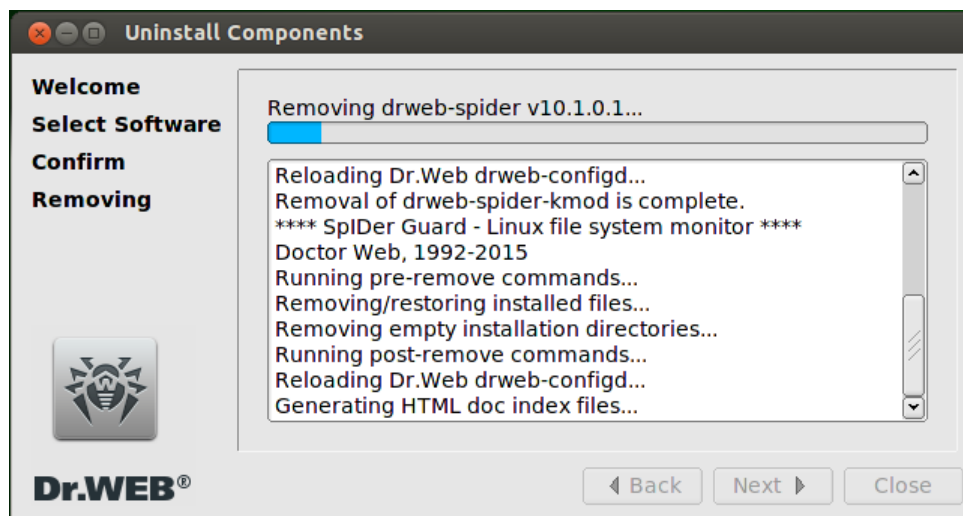 Uninstall Components
Welcome
Select Software
Confirm
Removing
Removing drweb-spider v10.1.0.1...
Reloading Dr.Web drweb-configd...
Removal of drweb-spider-kmod is complete.
**** SpIDer Guard - Linux file system monitor ****
Doctor Web, 1992-2015
Running pre-remove commands...
Removing/restoring installed files...
Removing empty installation directories...
Running post-remove commands...
Reloading Dr.Web drweb-configd...
Generating HTML doc index files...
Dr.WEB®
Back Next Close